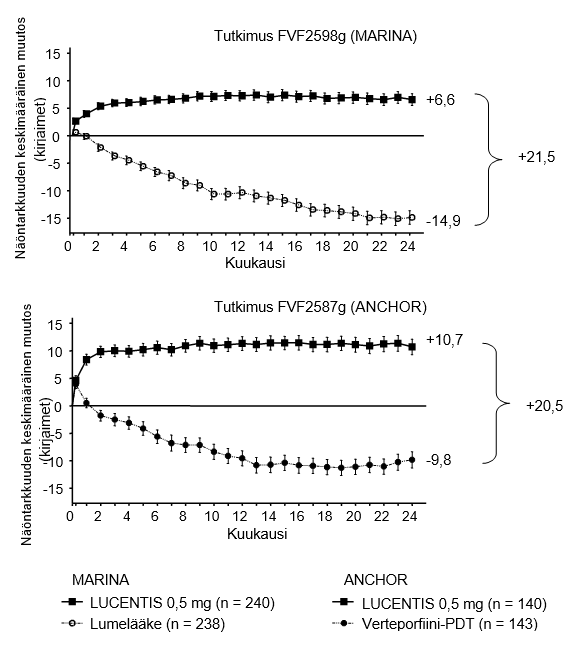 Tutkimus FVF2598g (MARINA)
Näöntarkkuuden keskimääräinen muutos
(kirjaimet)
15
10
5
0
-5
-10
-15
+6,6
+21,5
-14,9
0 2 4 6 8 10 12 14 16 18 20 22 24
Kuukausi
Tutkimus FVF2587g (ANCHOR)
Näöntarkkuuden keskimääräinen muutos
(kirjaimet)
15
10
5
0
-5
-10
-15
+10,7
+20,5
-9,8
0 2 4 6 8 10 12 14 16 18 20 22 24
Kuukausi
MARINA
LUCENTIS 0,5 mg (n = 240)
Lumelääke (n = 238)
ANCHOR
LUCENTIS 0,5 mg (n = 140)
Verteporfiini-PDT (n = 143)